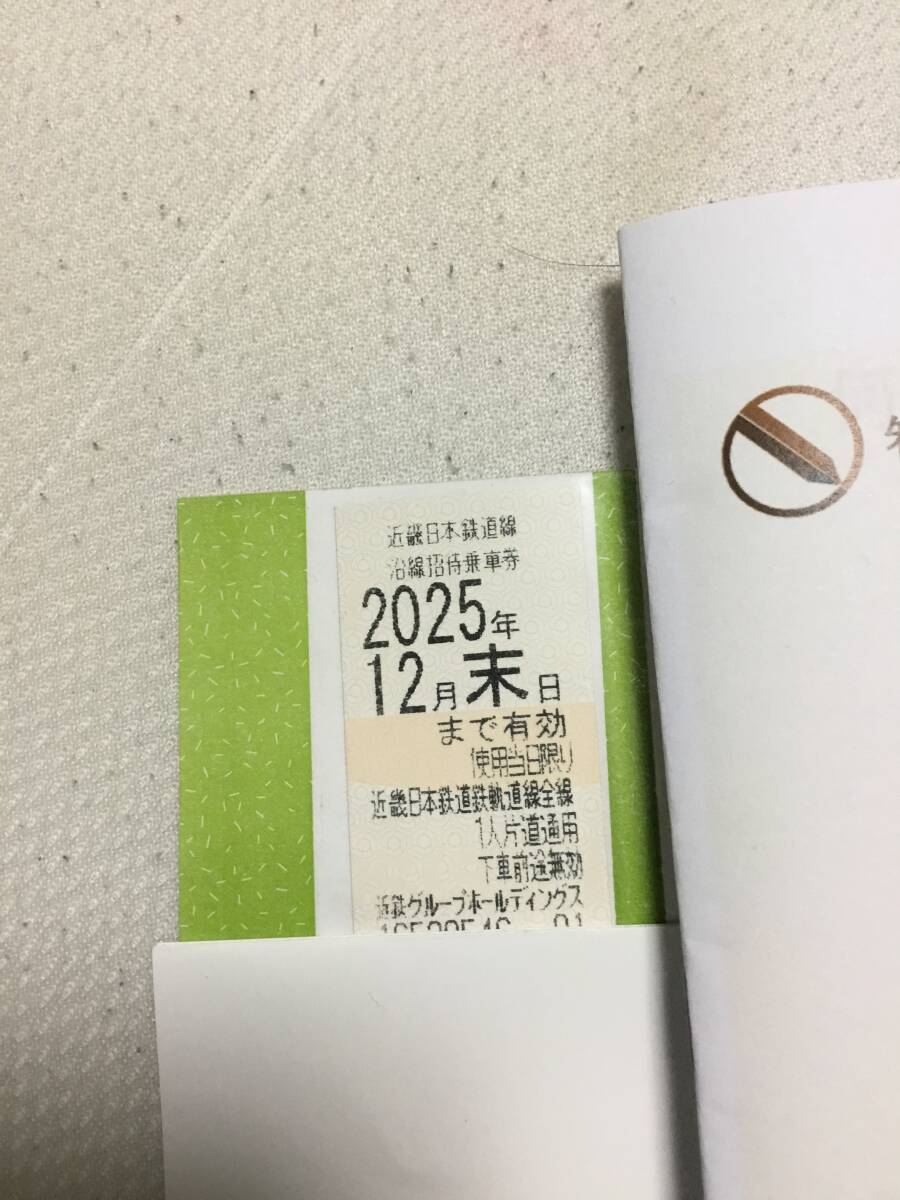 近畿日本鉄道線
沿線招待乗車券
2025年
12月末日
まで有効
使用当日限り
近畿日本鉄道鉄軌道線全線
1人片道通用
下車前途無効
近鉄グループホールディングス